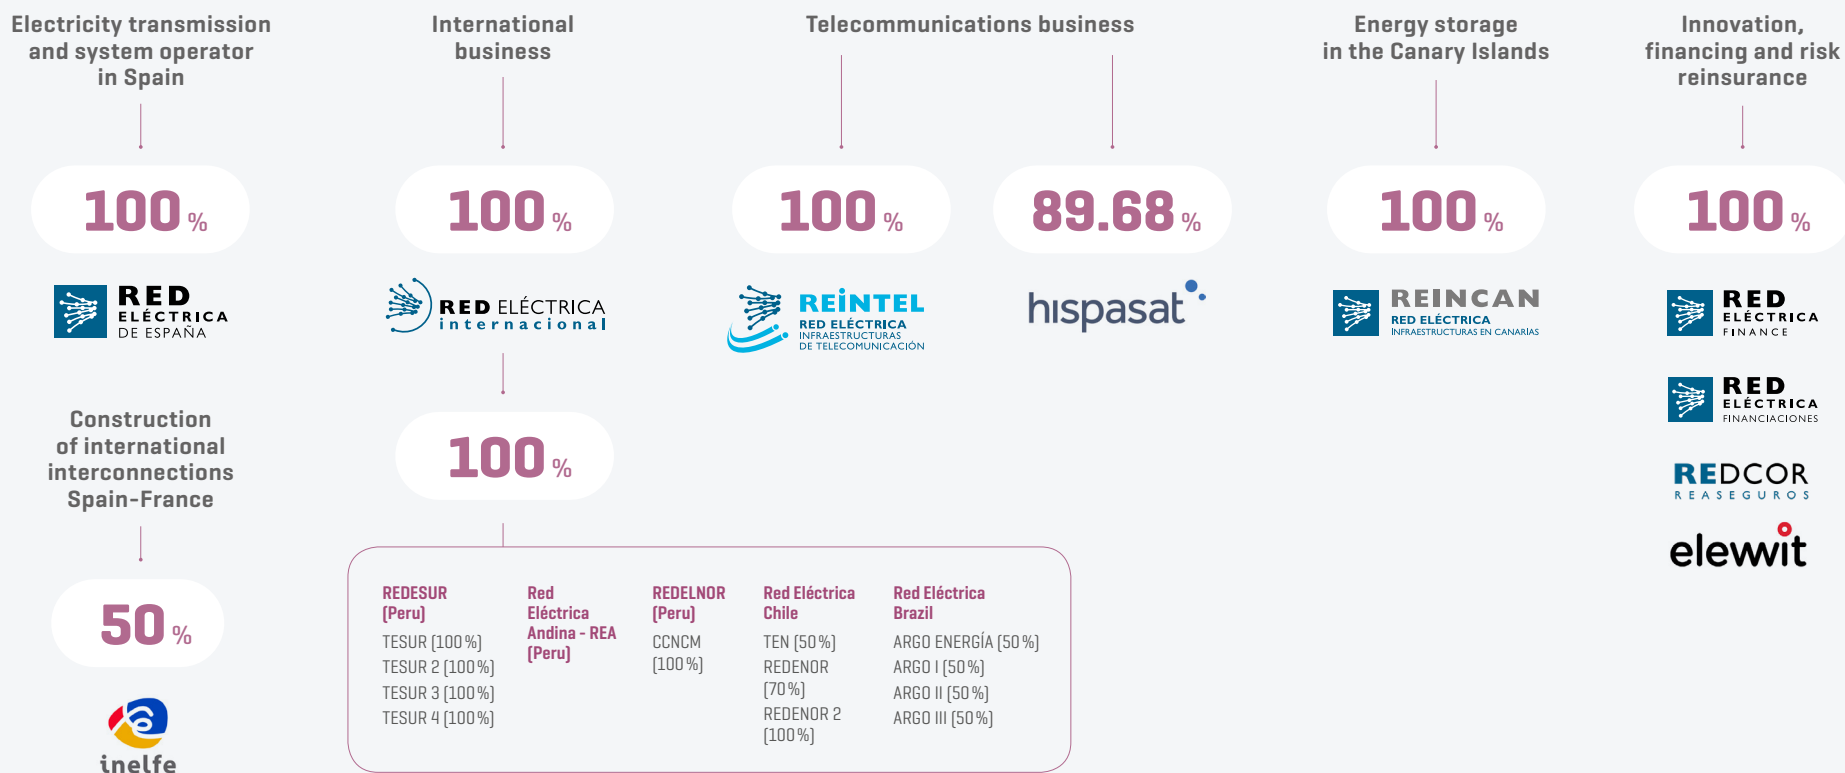 Electricity transmission
and system operator
in Spain
100 %
RED
ELÉCTRICA
DE ESPAÑA
Construction
of international
interconnections
Spain-France
50 %
inelfe
International
business
100 %
RED ELÉCTRICA
internacional
100 %
REDESUR
(Peru)
TESUR (100%)
TESUR 2 (100%)
TESUR 3 (100%)
TESUR 4 (100%)
Red
Eléctrica
Andina - REA
(Peru)
REDELNOR
(Peru)
CCNCM
(100%)
Red Eléctrica
Chile
TEN (50%)
REDENOR
(70%)
REDENOR 2
(100%)
Red Eléctrica
Brazil
ARGO ENERGÍA (50%)
ARGO I (50%)
ARGO II (50%)
ARGO III (50%)
Telecommunications business
100 %
REINTEL
RED ELÉCTRICA
INFRAESTRUCTURAS
DE TELECOMUNICACIÓN
89.68 %
hispasat
Energy storage
in the Canary Islands
100 %
REINCAN
RED ELÉCTRICA
INFRAESTRUCTURAS EN CANARIAS
Innovation,
financing and risk
reinsurance
100 %
RED
ELÉCTRICA
FINANCE
RED
ELÉCTRICA
FINANCIACIONES
REDCOR
REASEGUROS
elewit